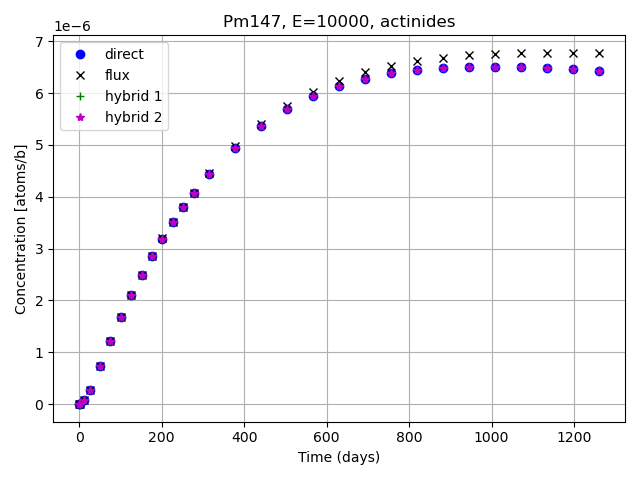 Pm147, E=10000, actinides
1e−6
direct
flux
hybrid 1
hybrid 2
7
6
5
4
3
2
1
0
Concentration [atoms/b]
0 200 400 600 800 1000 1200
Time (days)